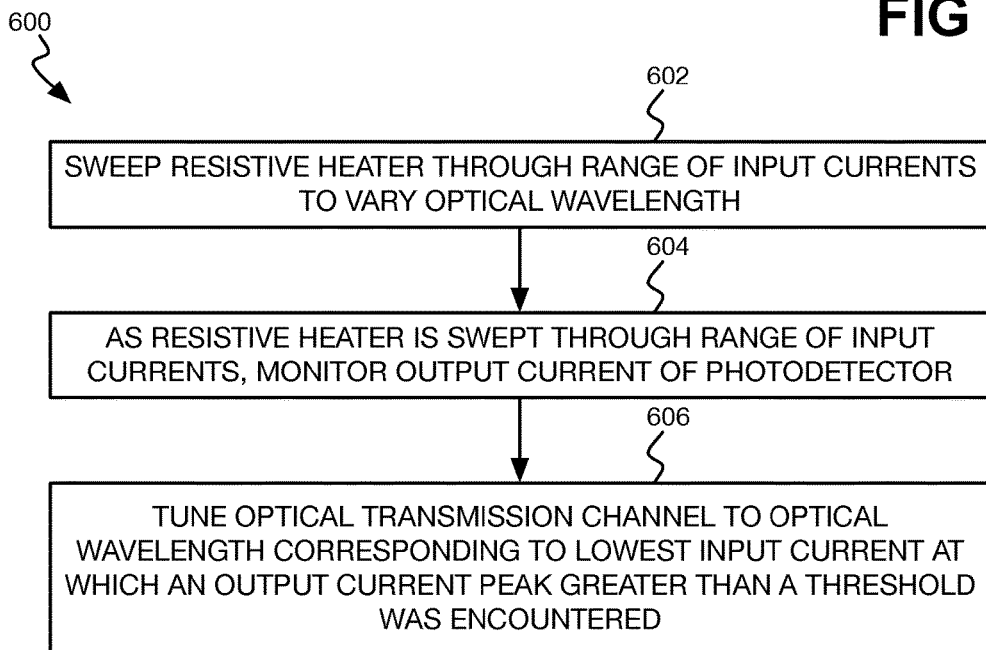 FIG
600
602
SWEEP RESISTIVE HEATER THROUGH RANGE OF INPUT CURRENTS
TO VARY OPTICAL WAVELENGTH
604
AS RESISTIVE HEATER IS SWEPT THROUGH RANGE OF INPUT
CURRENTS, MONITOR OUTPUT CURRENT OF PHOTODETECTOR
606
TUNE OPTICAL TRANSMISSION CHANNEL TO OPTICAL
WAVELENGTH CORRESPONDING TO LOWEST INPUT CURRENT AT
WHICH AN OUTPUT CURRENT PEAK GREATER THAN A THRESHOLD
WAS ENCOUNTERED